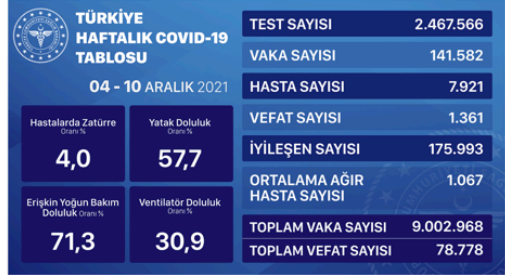 TÜRKİYE
HAFTALIK COVID-19
TABLOSU
04 - 10 ARALIK 2021
Hastalarda Zatürre
Oranı %
4,0
Yatak Doluluk
Oranı %
57,7
Erişkin Yoğun Bakım
Doluluk Oranı %
71,3
Ventilatör Doluluk
Oranı %
30,9
TEST SAYISI 2.467.566
VAKA SAYISI 141.582
HASTA SAYISI 7.921
VEFAT SAYISI 1.361
İYİLEŞEN SAYISI 175.993
ORTALAMA AĞIR 1.067
HASTA SAYISI
TOPLAM VAKA SAYISI 9.002.968
TOPLAM VEFAT SAYISI 78.778